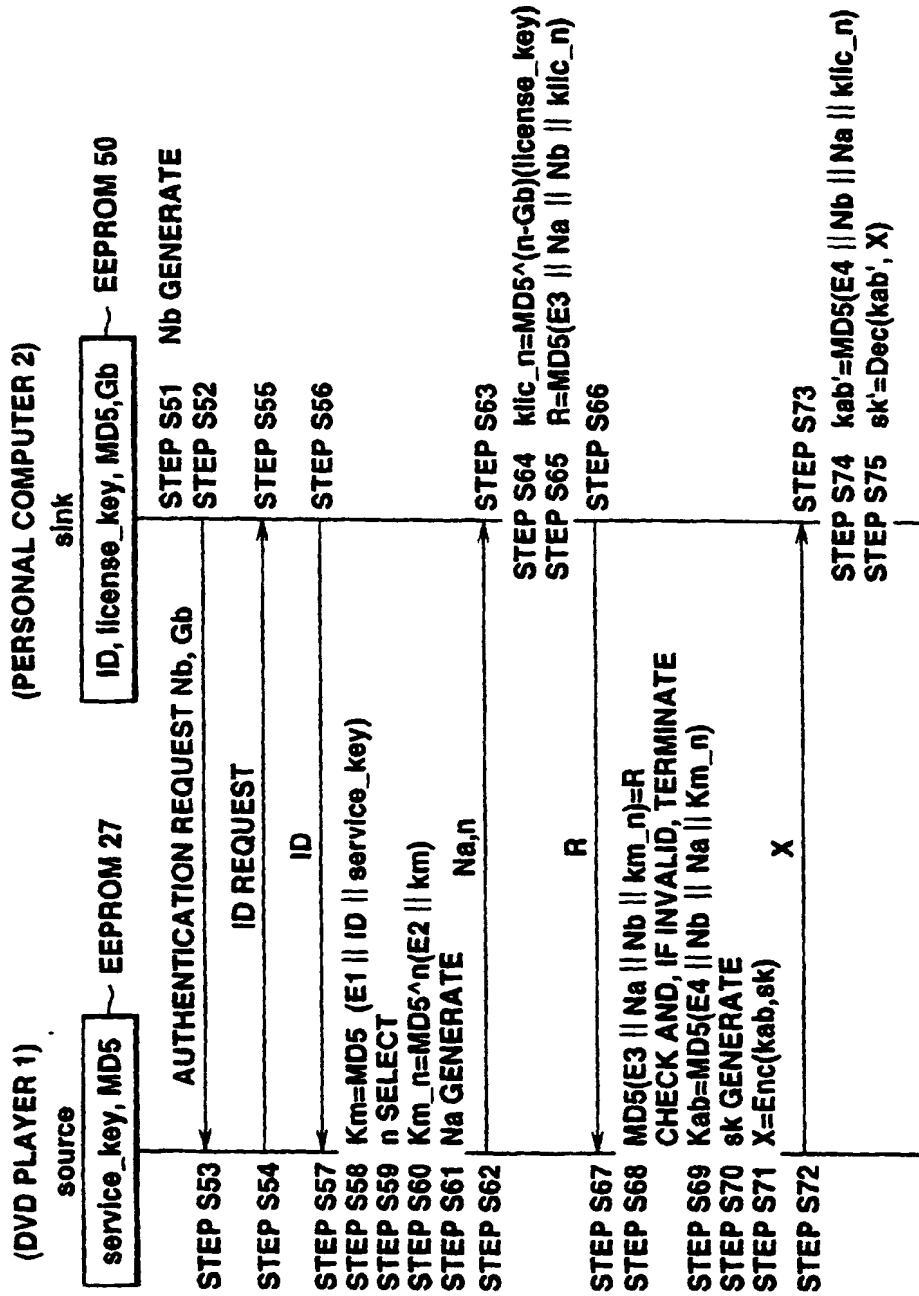 (DVD PLAYER 1)
source
service_key, MD5
EEPROM 27
(PERSONAL COMPUTER 2)
sink
ID, license_key, MD5,Gb
EEPROM 50
STEP S51 Nb GENERATE
STEP S52
AUTHENTICATION REQUEST Nb, Gb
STEP S53
STEP S54
ID REQUEST
STEP S55
STEP S56
ID
STEP S57
STEP S58 Km=MD5 (E1 || ID || service_key)
STEP S59 n SELECT
STEP S60 Km_n=MD5^n(E2 || km)
STEP S61 Na GENERATE
STEP S62
Na,n
STEP S63
STEP S64 klic_n=MD5^(n-Gb)(license_key)
STEP S65 R=MD5(E3 || Na || Nb || klic_n)
STEP S66
R
STEP S67
STEP S68 MD5(E3 || Na || Nb || km_n)=R
CHECK AND, IF INVALID, TERMINATE
STEP S69 Kab=MD5(E4 || Nb || Na || Km_n)
STEP S70 sk GENERATE
STEP S71 X=Enc(kab,sk)
STEP S72
X
STEP S73
STEP S74 kab'=MD5(E4 || Nb || Na || klic_n)
STEP S75 sk'=Dec(kab', X)